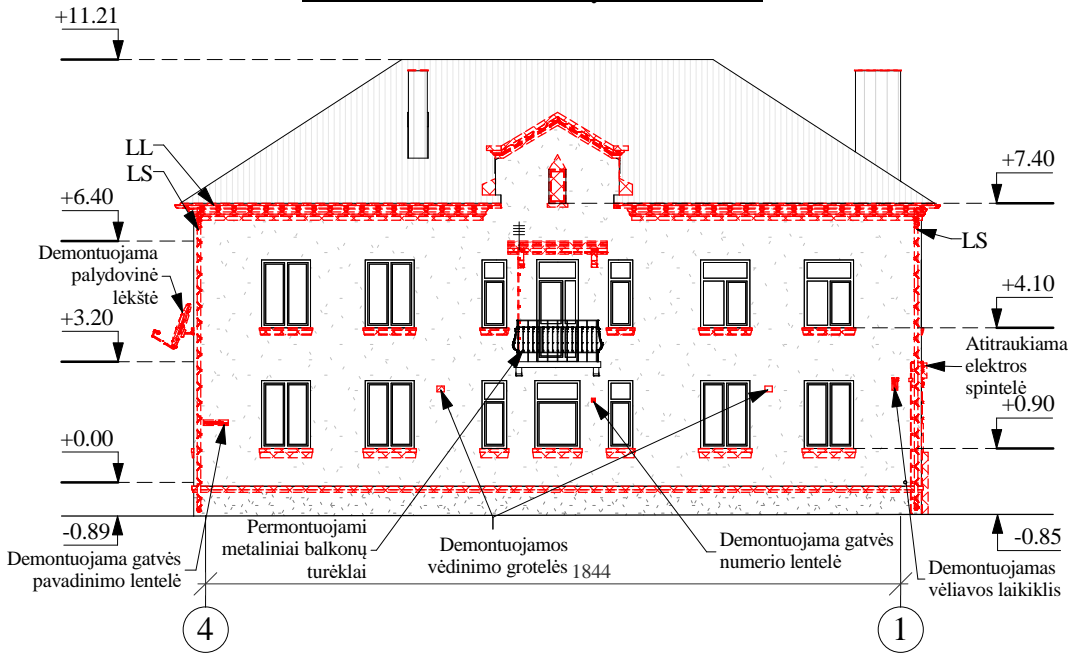 +11.21
LL
LS
+6.40
Demontuojama
palydovinė
lėkštė
+3.20
+0.00
-0.89
Demontuojama gatvės
pavadinimo lentelė
+7.40
LS
+4.10
Atitraukiama
elektros
spintelė
+0.90
-0.85
Permontuojami
metaliniai balkonų
turėklai
Demontuojamos
vėdinimo grotelės
Demontuojama gatvės
numerio lentelė
Demontuojamas
vėliavos laikiklis
1844
4
1